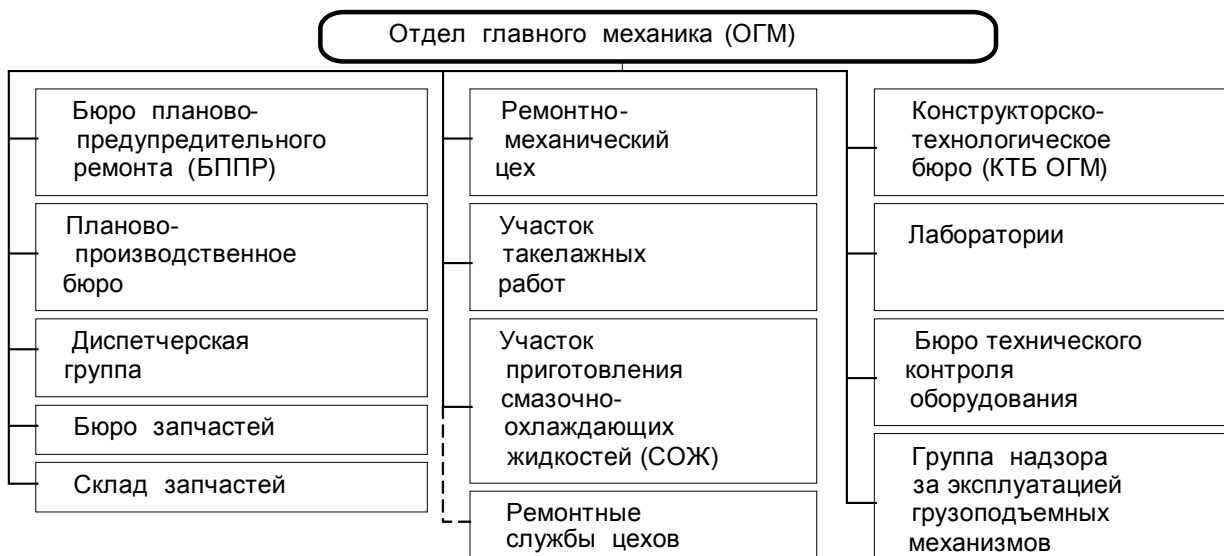 Отдел главного механика (ОГМ)
Бюро планово-
предупредительного
ремонта (БППР)
Планово-
производственное
бюро
Диспетчерская
группа
Бюро запчастей
Склад запчастей
Ремонтно-
механический
цех
Участок
такелажных
работ
Участок
приготовления
смазочно-
охлаждающих
жидкостей (СОЖ)
Ремонтные
службы цехов
Конструкторско-
технологическое
бюро (КТБ ОГМ)
Лаборатории
Бюро технического
контроля
оборудования
Группа надзора
за эксплуатацией
грузоподъемных
механизмов